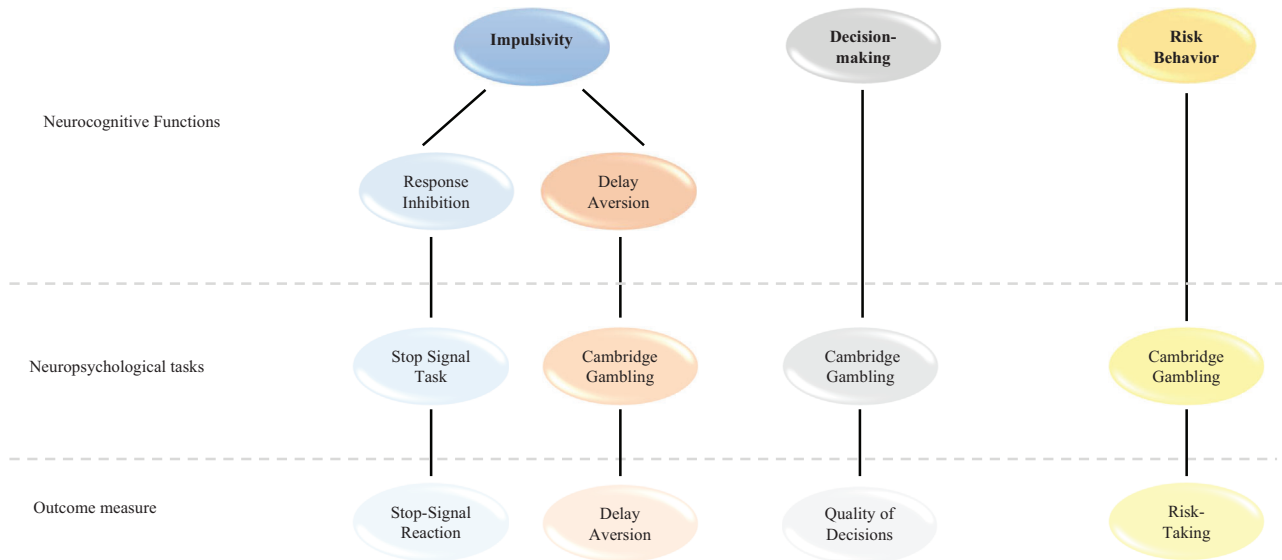 Impulsivity
Decision-
making
Risk
Behavior
Neurocognitive Functions
Response
Inhibition
Delay
Aversion
Neuropsychological tasks
Stop Signal
Task
Cambridge
Gambling
Cambridge
Gambling
Cambridge
Gambling
Outcome measure
Stop-Signal
Reaction
Delay
Aversion
Quality of
Decisions
Risk-
Taking